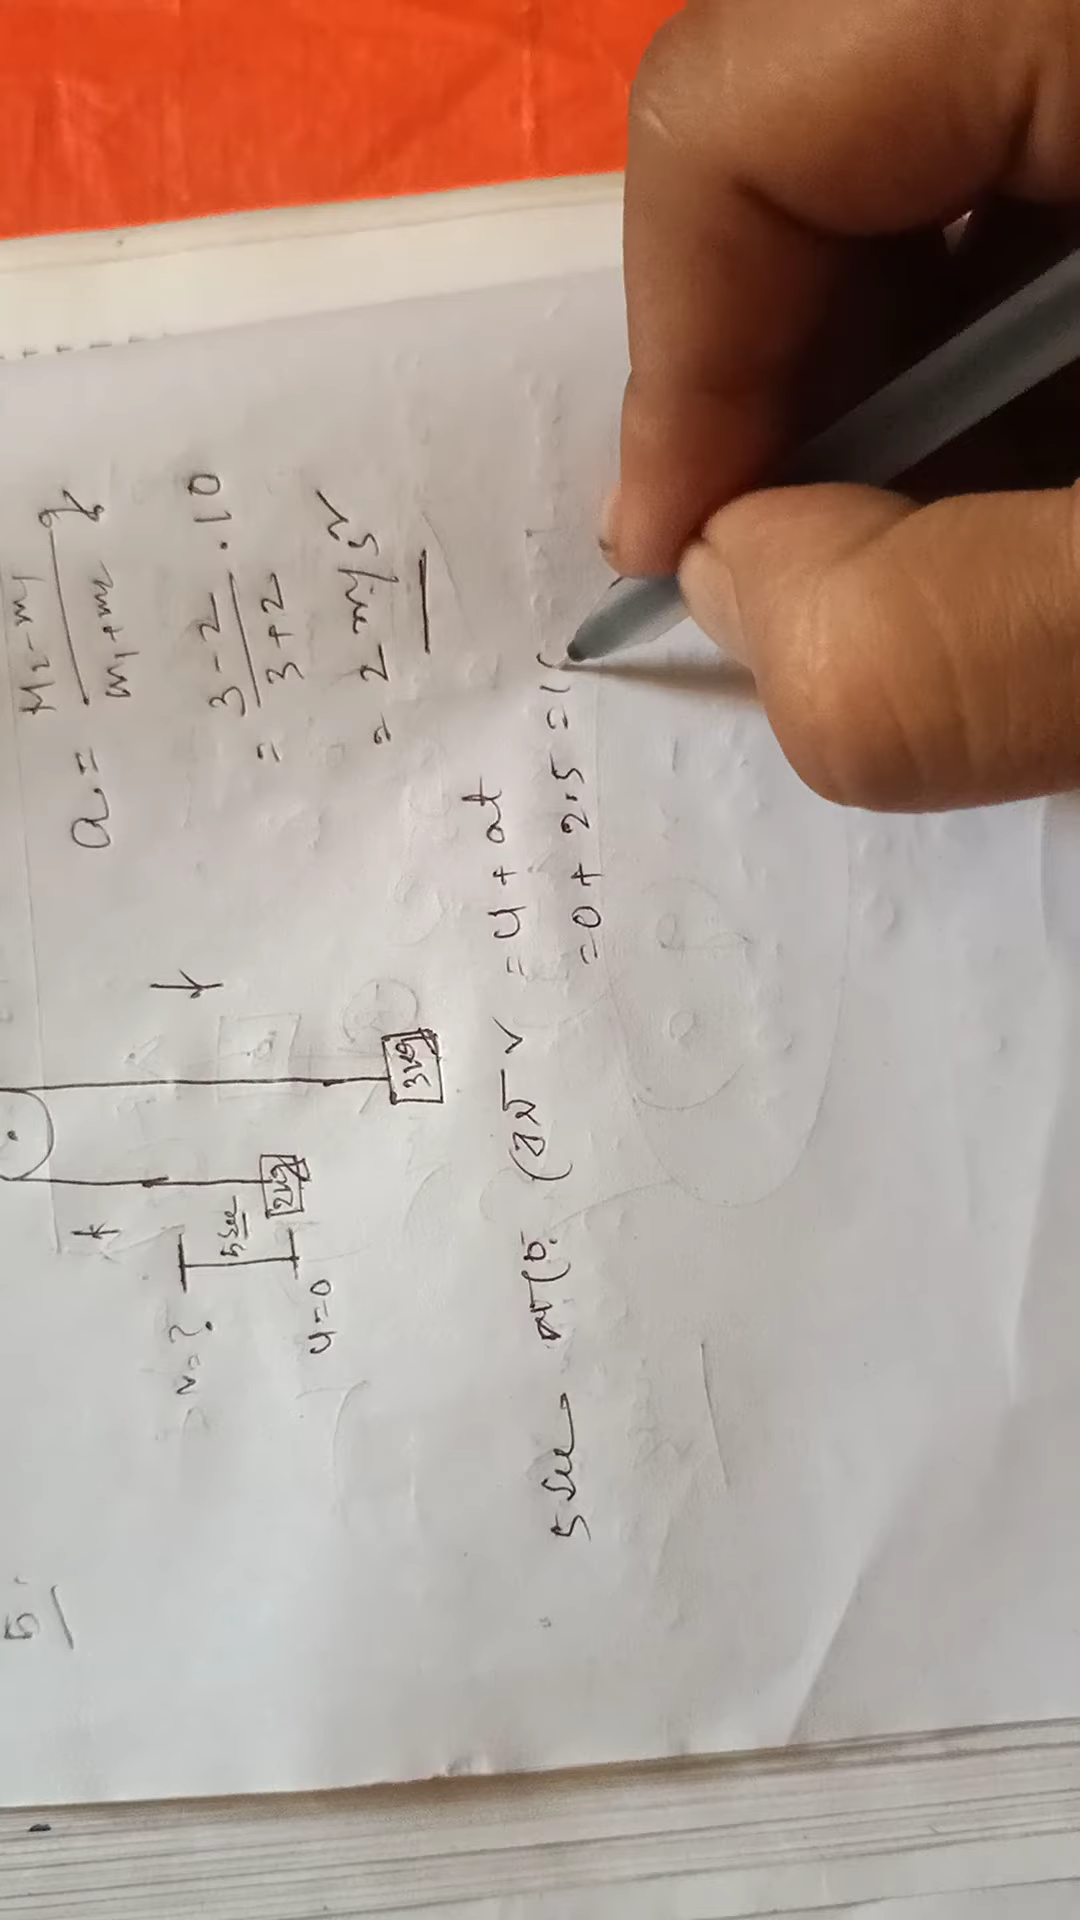 5.
a = M₂-m₁ / m₁+m₂ g
= 3-2 / 3+2 . 10
= 2 m/s²
v=?
5 sec
u=0
2kg
3kg
5 sec v = u + at
= 0 + 2.5 = 1